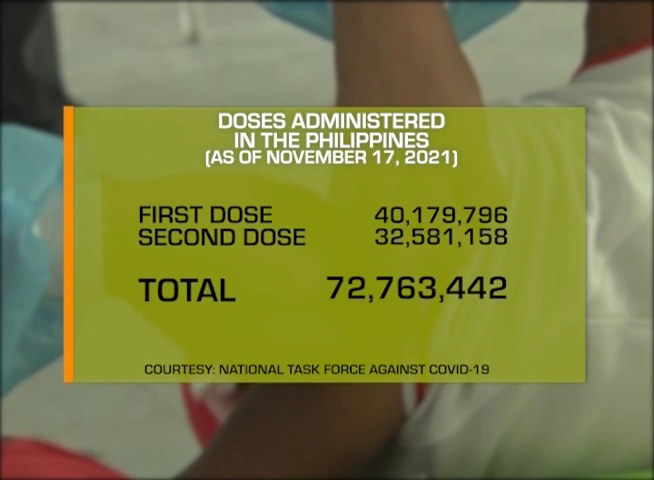 DOSES ADMINISTERED
IN THE PHILIPPINES
(AS OF NOVEMBER 17, 2021)
FIRST DOSE 40,179,796
SECOND DOSE 32,581,158
TOTAL 72,763,442
COURTESY: NATIONAL TASK FORCE AGAINST COVID-19